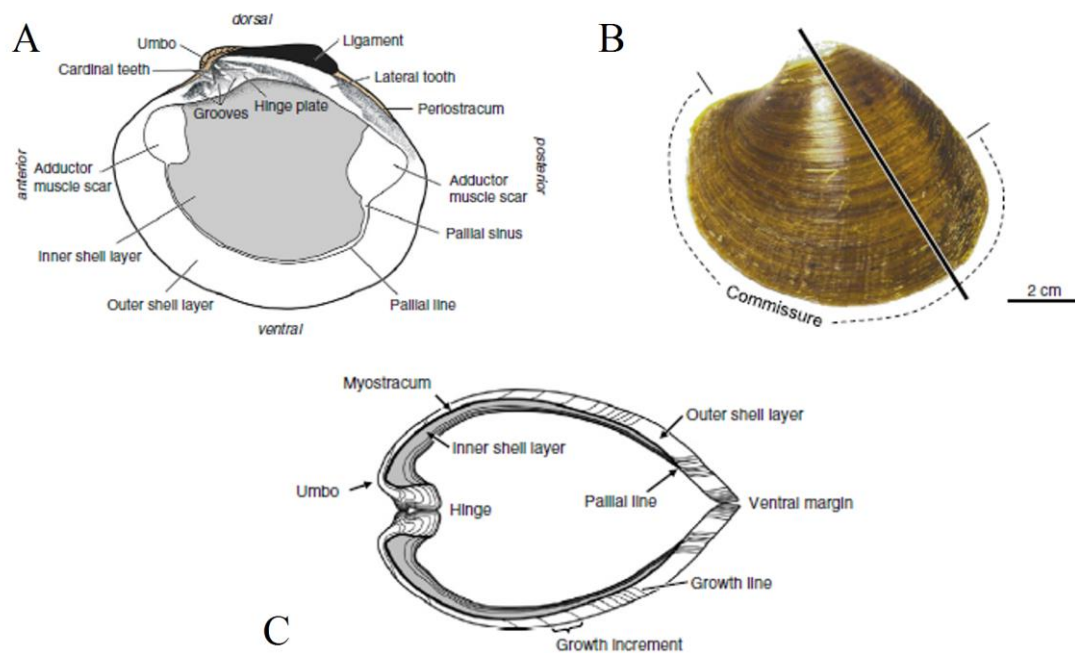 A
dorsal
Umbo
Ligament
Cardinal teeth
Lateral tooth
Grooves
Hinge plate
Periostracum
anterior
posterior
Adductor
muscle scar
Adductor
muscle scar
Inner shell layer
Pallial sinus
Outer shell layer
Pallial line
ventral
B
Commissure
2 cm
Myostracum
Outer shell layer
Inner shell layer
Umbo
Hinge
Pallial line
Ventral margin
Growth line
C
Growth increment